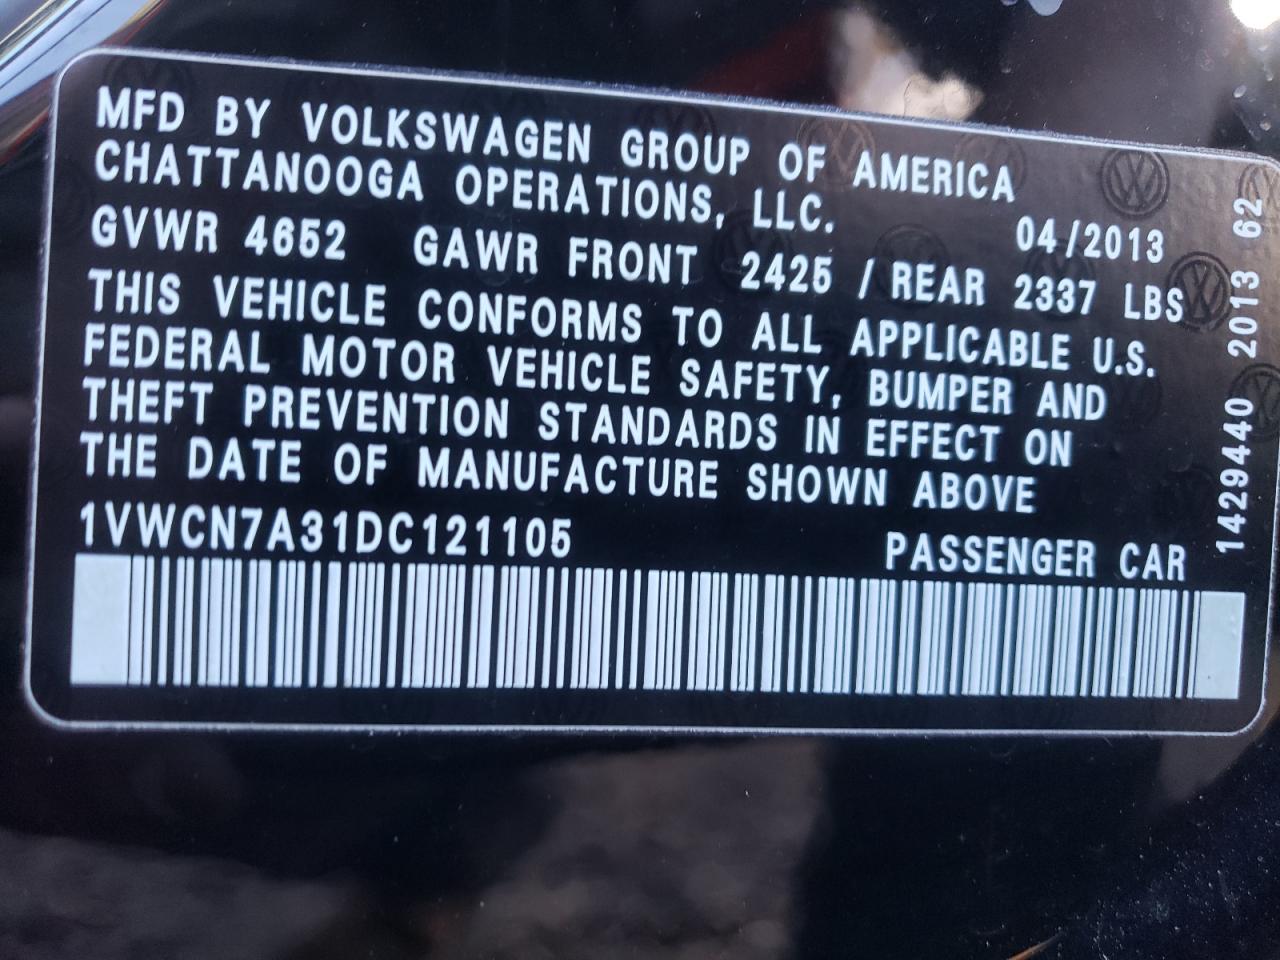 MFD BY VOLKSWAGEN GROUP OF AMERICA
CHATTANOOGA OPERATIONS, LLC. 04/2013
GVWR 4652 GAWR FRONT 2425 / REAR 2337 LBS
THIS VEHICLE CONFORMS TO ALL APPLICABLE U.S.
FEDERAL MOTOR VEHICLE SAFETY, BUMPER AND
THEFT PREVENTION STANDARDS IN EFFECT ON
THE DATE OF MANUFACTURE SHOWN ABOVE
1VWCN7A31DC121105 PASSENGER CAR
1429440 2013 62